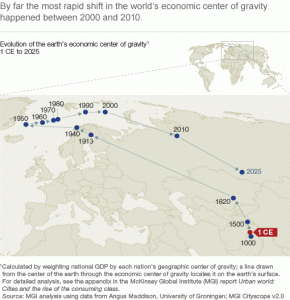 By far the most rapid shift in the world's economic center of gravity
happened between 2000 and 2010.
Evolution of the earth's economic center of gravity¹
1 CE to 2025
1980
1970
1960
1950
1990
2000
1940
1913
2010
2025
1820
1500
1 CE
1000
¹Calculated by weighting national GDP by each nation's geographic center of gravity; a line drawn
from the center of the earth through the economic center of gravity locates it on the earth's surface.
For detailed analysis, see the appendix in the McKinsey Global Institute (MGI) report Urban world:
Cities and the rise of the consuming class.
Source: MGI analysis using data from Angus Maddison, University of Groningen; MGI Cityscope v2.0